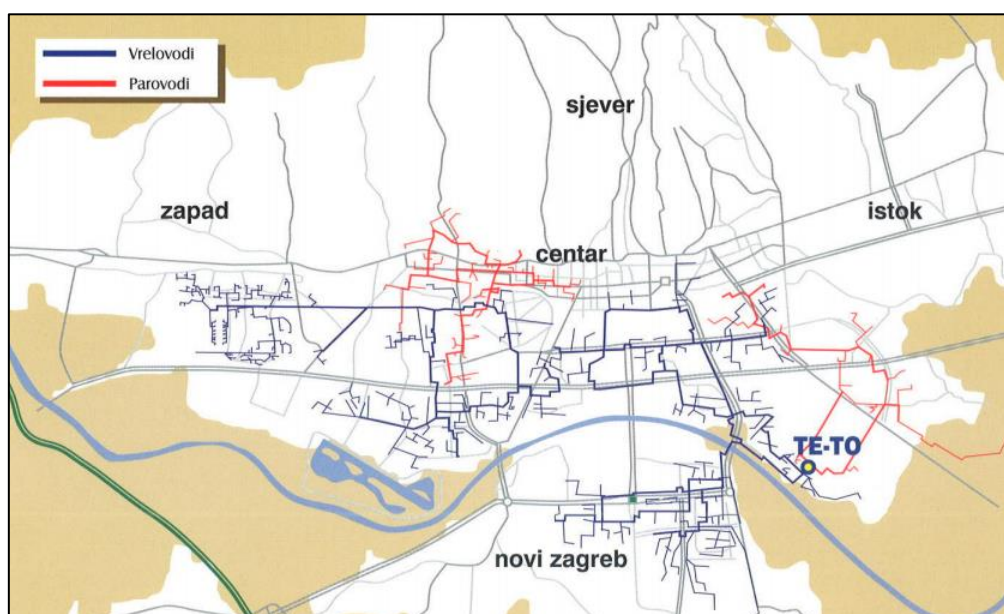 Vrelovodi
Parovodi
sjever
zapad
istok
centar
TE-TO
novi zagreb